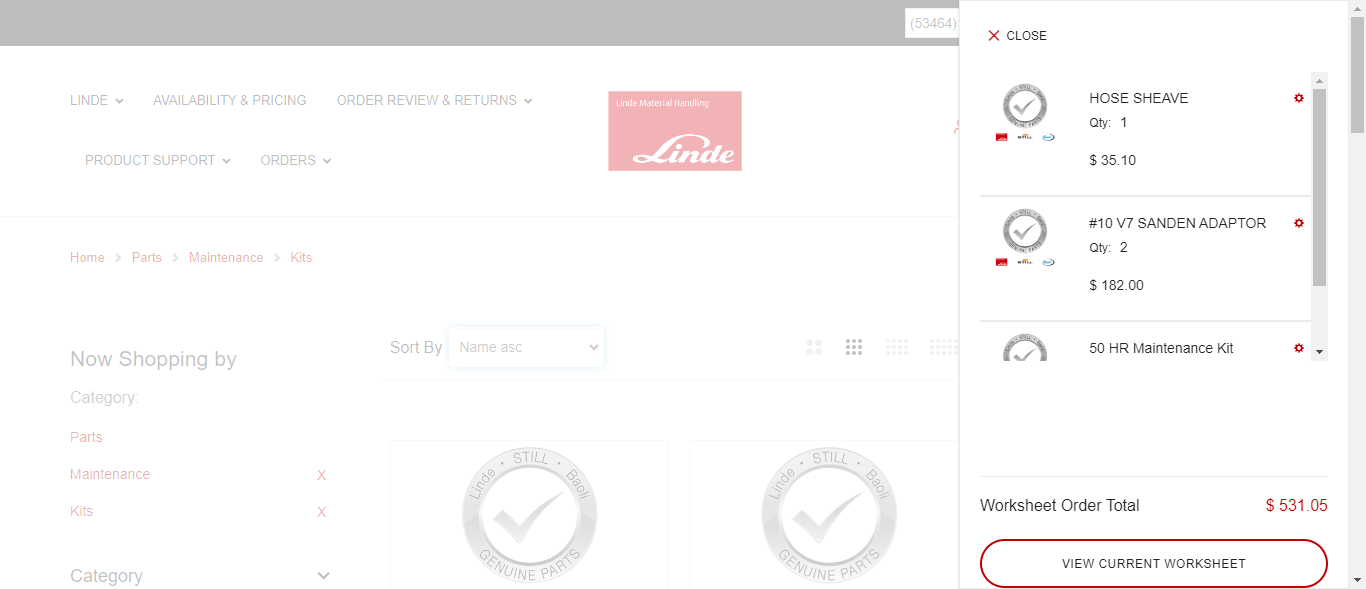 (53464)
CLOSE
LINDE
AVAILABILITY & PRICING
ORDER REVIEW & RETURNS
Linde Material Handling
Linde
PRODUCT SUPPORT
ORDERS
HOSE SHEAVE
Qty: 1
$ 35.10
#10 V7 SANDEN ADAPTOR
Qty: 2
$ 182.00
50 HR Maintenance Kit
Home
Parts
Maintenance
Kits
Now Shopping by
Category:
Parts
Maintenance X
Kits X
Category
Sort By Name asc
Linde • STILL • Baoli
GENUINE PARTS
Linde • STILL • Baoli
GENUINE PARTS
Worksheet Order Total $ 531.05
VIEW CURRENT WORKSHEET